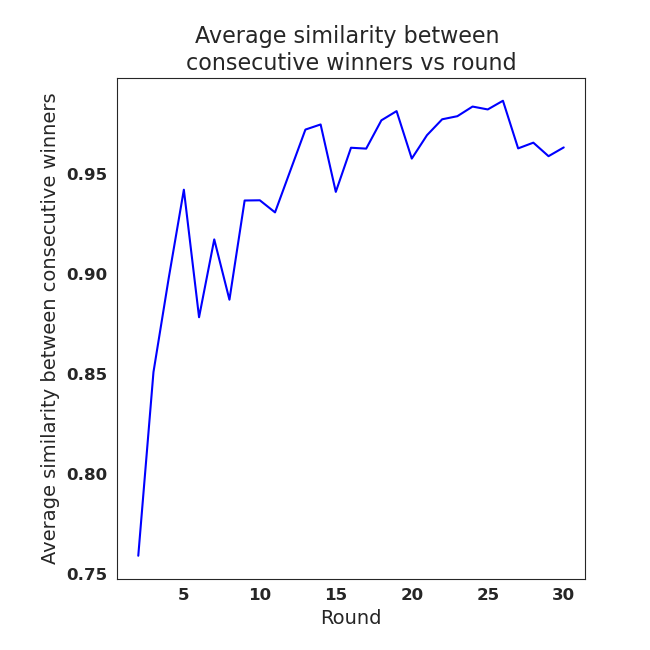 Average similarity between
consecutive winners vs round
Average similarity between consecutive winners
0.95
0.90
0.85
0.80
0.75
5 10 15 20 25 30
Round